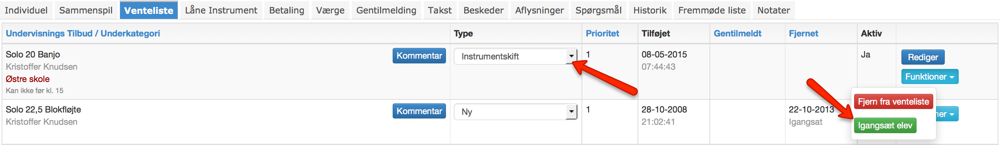 Individuel Sammenspil Venteliste Låne Instrument Betaling Værge Gentilmelding Takst Beskeder Aflysninger Spørgsmål Historik Fremmøde liste Notater
Undervisnings Tilbud / Underkategori Type Prioritet Tilføjet Gentilmeldt Fjernet Aktiv
Solo 20 Banjo Kommentar Instrumentskift 1 08-05-2015 Ja Rediger
Kristoffer Knudsen 07:44:43
Østre skole Funktioner
Kan ikke før kl. 15
Fjern fra venteliste
Solo 22,5 Blokfløjte Kommentar Ny 1 28-10-2008 22-10-2013 ner
Kristoffer Knudsen 21:02:41 Igangsat Igangsæt elev